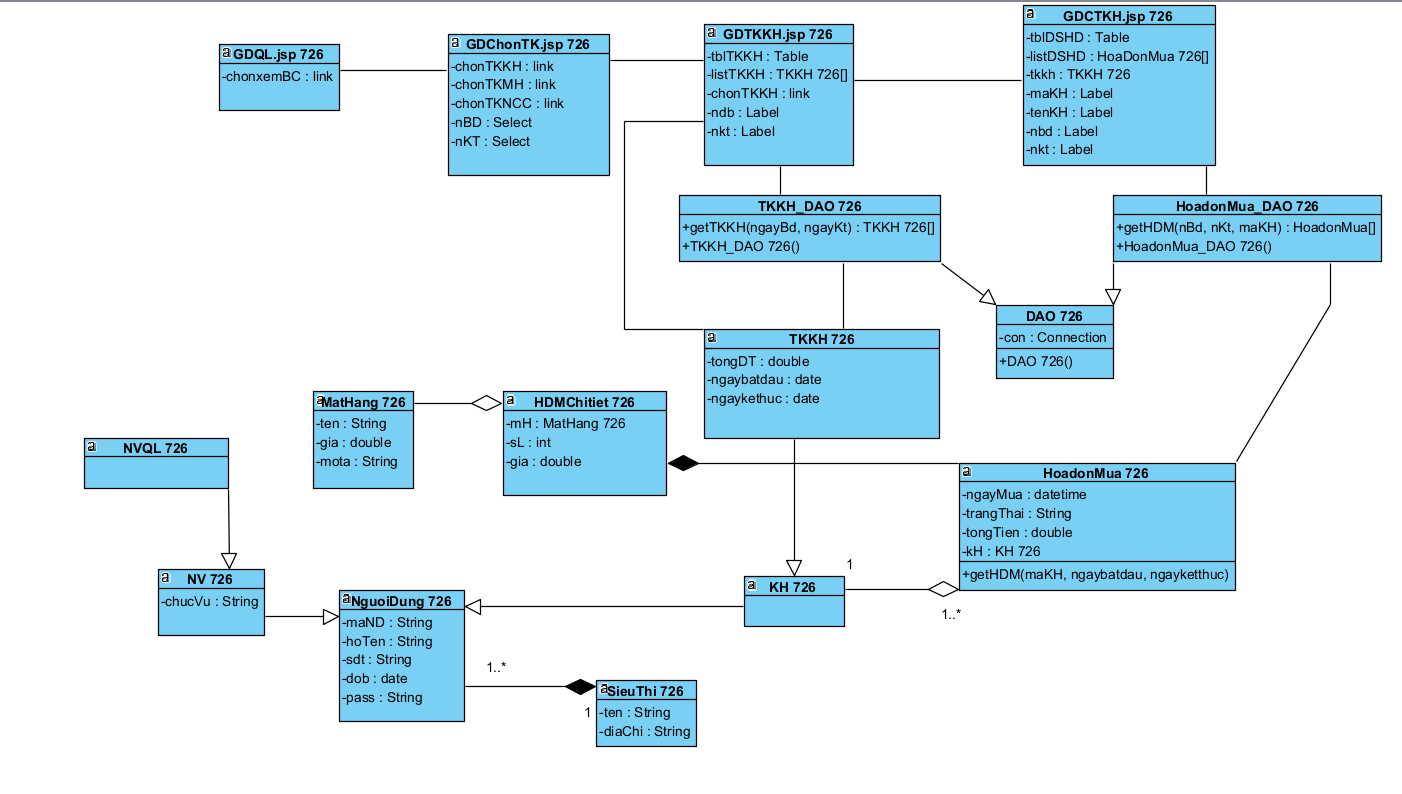 GDQL.jsp 726
-chonxemBC : link
GDChonTK.jsp 726
-chonTKKH : link
-chonTKMH : link
-chonTKNCC : link
-nBD : Select
-nKT : Select
GDTKKH.jsp 726
-tblTKKH : Table
-listTKKH : TKKH 726[]
-chonTKKH : link
-ndb : Label
-nkt : Label
GDCTKH.jsp 726
-tblDSHD : Table
-listDSHD : HoaDonMua 726[]
-tkkh : TKKH 726
-maKH : Label
-tenKH : Label
-nbd : Label
-nkt : Label
TKKH_DAO 726
+getTKKH(ngayBd, ngayKt) : TKKH 726[]
+TKKH_DAO 726()
HoadonMua_DAO 726
+getHDM(nBd, nKt, maKH) : HoadonMua[]
+HoadonMua_DAO 726()
DAO 726
-con : Connection
+DAO 726()
TKKH 726
-tongDT : double
-ngaybatdau : date
-ngaykethuc : date
MatHang 726
-ten : String
-gia : double
-mota : String
HDMChitiet 726
-mH : MatHang 726
-sL : int
-gia : double
NVQL 726
HoadonMua 726
-ngayMua : datetime
-trangThai : String
-tongTien : double
-kH : KH 726
+getHDM(maKH, ngaybatdau, ngayketthuc)
NV 726
-chucVu : String
NguoiDung 726
-maND : String
-hoTen : String
-sdt : String
-dob : date
-pass : String
KH 726
1
1..*
1..*
1
SieuThi 726
-ten : String
-diaChi : String